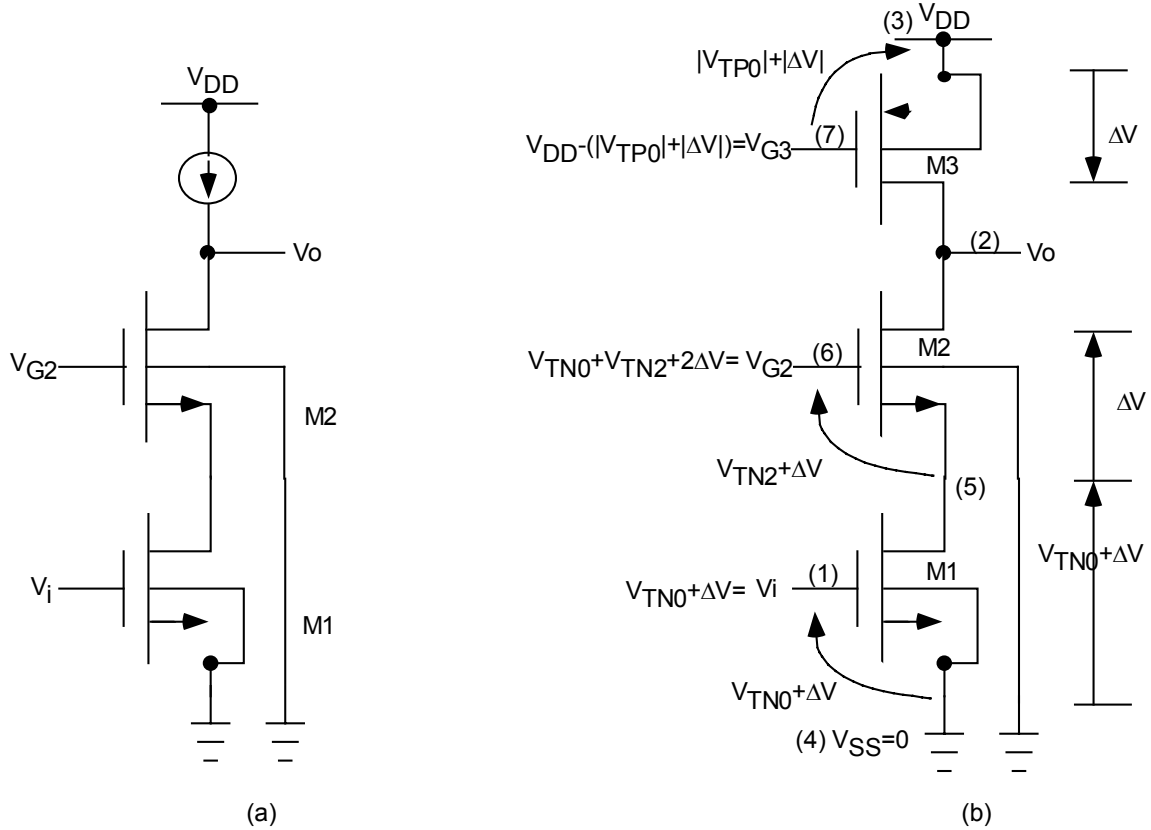 VDD
Vo
VG2
M2
Vi
M1
(a)
(3) VDD
|VTP0|+|ΔV|
VDD-(|VTP0|+|ΔV|)=VG3 (7)
M3
ΔV
(2) Vo
VTN0+VTN2+2ΔV= VG2 (6)
M2
ΔV
VTN2+ΔV
(5)
VTN0+ΔV
VTN0+ΔV= Vi (1)
M1
VTN0+ΔV
(4) VSS=0
(b)